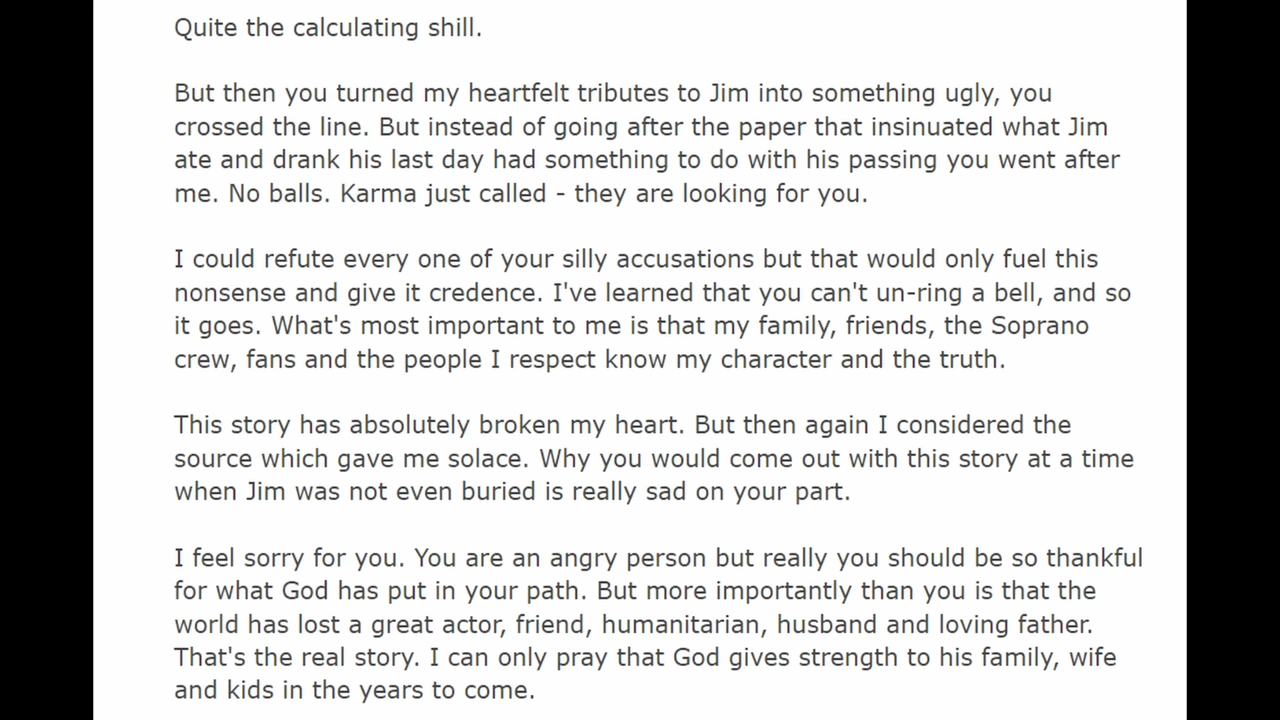 Quite the calculating shill.
But then you turned my heartfelt tributes to Jim into something ugly, you
crossed the line. But instead of going after the paper that insinuated what Jim
ate and drank his last day had something to do with his passing you went after
me. No balls. Karma just called - they are looking for you.
I could refute every one of your silly accusations but that would only fuel this
nonsense and give it credence. I've learned that you can't un-ring a bell, and so
it goes. What's most important to me is that my family, friends, the Soprano
crew, fans and the people I respect know my character and the truth.
This story has absolutely broken my heart. But then again I considered the
source which gave me solace. Why you would come out with this story at a time
when Jim was not even buried is really sad on your part.
I feel sorry for you. You are an angry person but really you should be so thankful
for what God has put in your path. But more importantly than you is that the
world has lost a great actor, friend, humanitarian, husband and loving father.
That's the real story. I can only pray that God gives strength to his family, wife
and kids in the years to come.